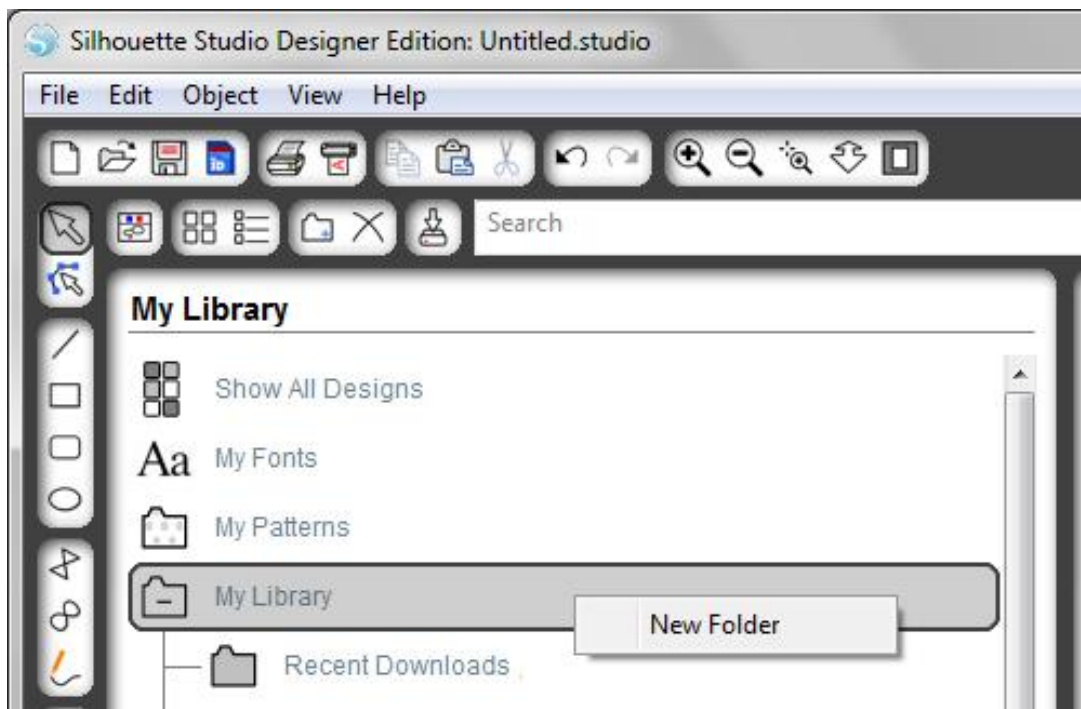 Silhouette Studio Designer Edition: Untitled.studio
File Edit Object View Help
Search
My Library
Show All Designs
Aa My Fonts
My Patterns
My Library
New Folder
Recent Downloads